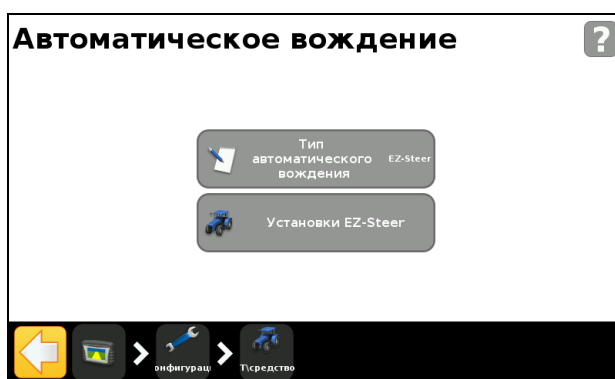 Автоматическое вождение
?
Тип
автоматического EZ-Steer
вождения
Установки EZ-Steer
онфигурац
Т\средство